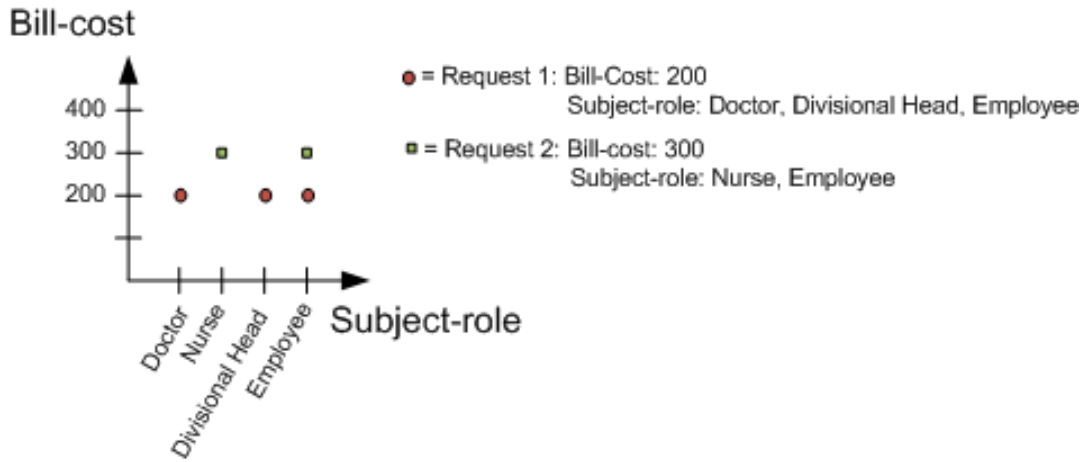 Bill-cost
400
300
200
= Request 1: Bill-Cost: 200
Subject-role: Doctor, Divisional Head, Employee
= Request 2: Bill-cost: 300
Subject-role: Nurse, Employee
Doctor
Nurse
Divisional Head
Employee
Subject-role